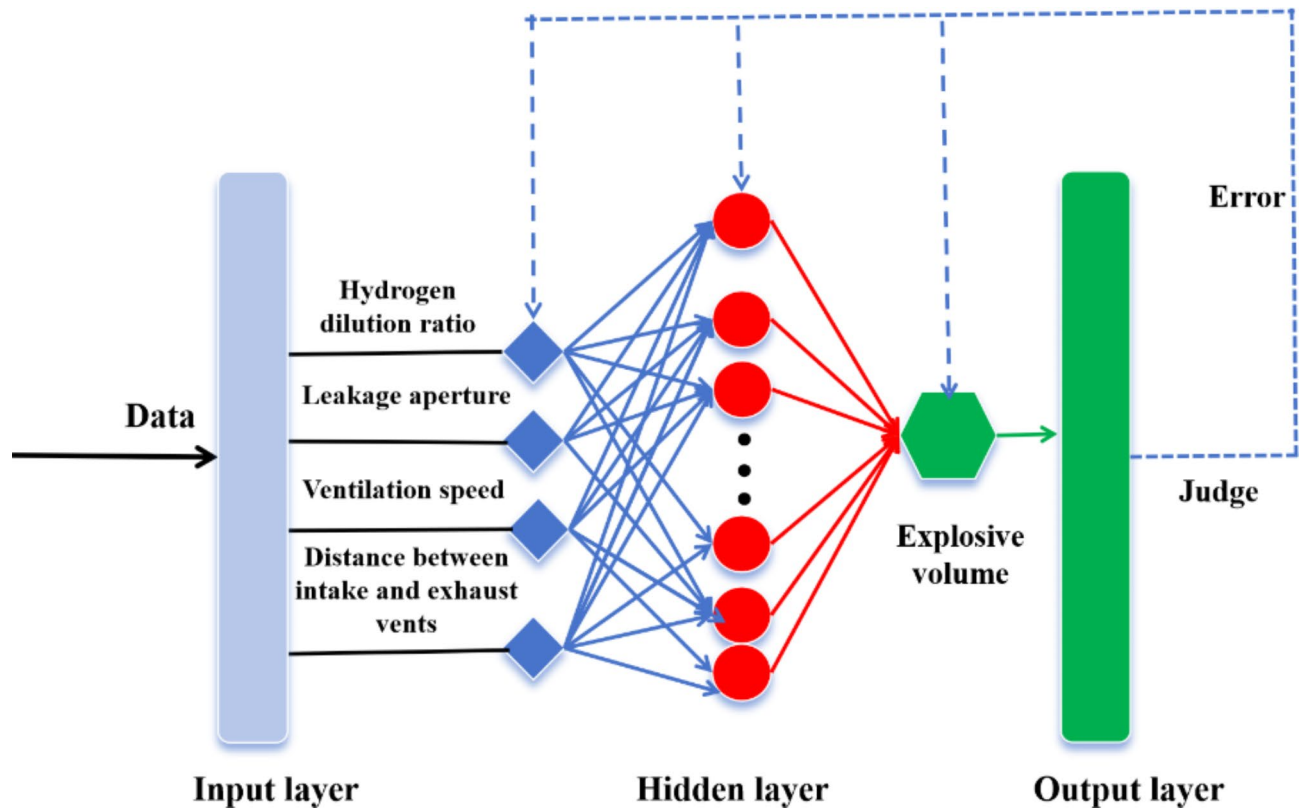 Error
Hydrogen
dilution ratio
Leakage aperture
Data
Ventilation speed
Judge
Distance between
intake and exhaust
vents
Explosive
volume
Input layer
Hidden layer
Output layer